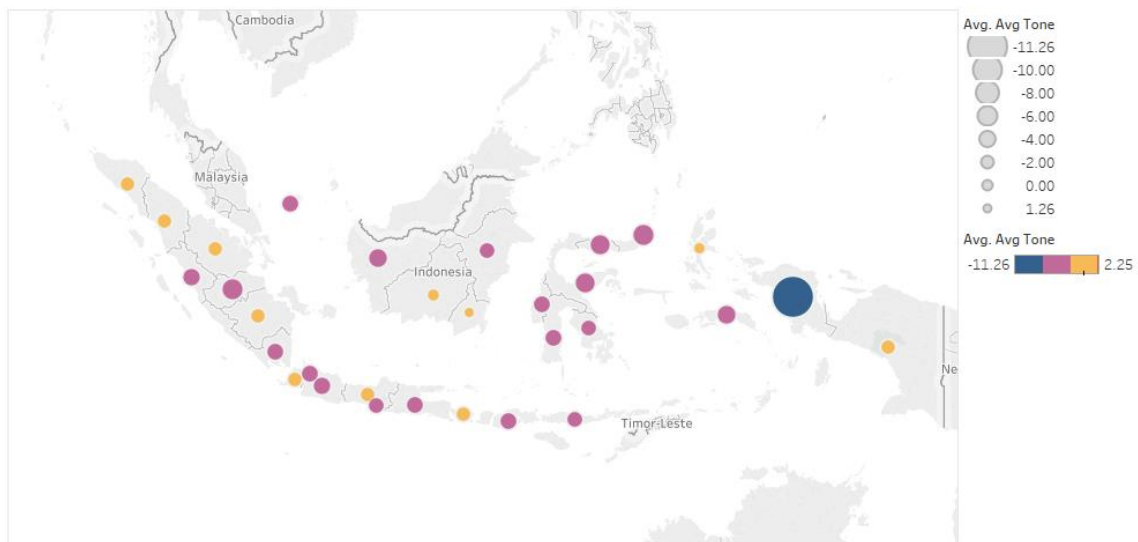 Cambodia
Malaysia
Indonesia
Timor-Leste
Ne
Avg. Avg Tone
-11.26
-10.00
-8.00
-6.00
-4.00
-2.00
0.00
1.26
Avg. Avg Tone
-11.26 2.25